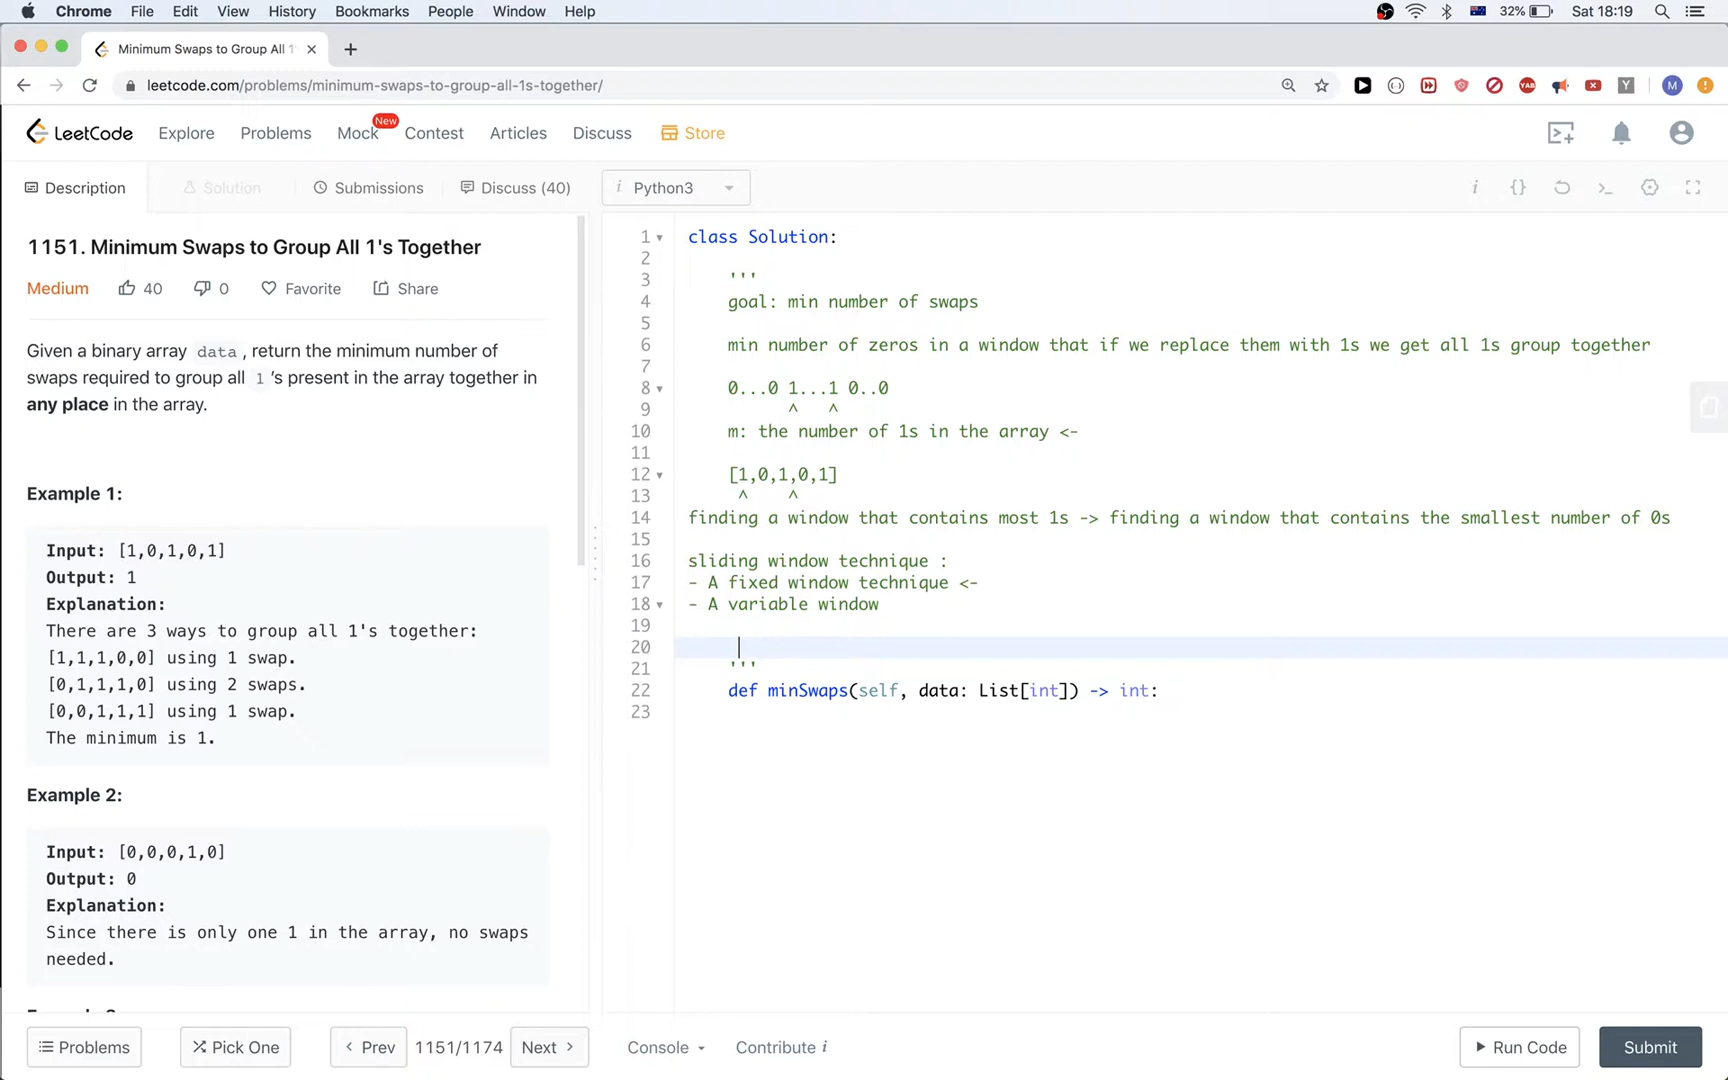 Chrome File Edit View History Bookmarks People Window Help 32% Sat 18:19
Minimum Swaps to Group All 1'
leetcode.com/problems/minimum-swaps-to-group-all-1s-together/
YAB Y M
LeetCode Explore Problems Mock New Contest Articles Discuss Store
Description Solution Submissions Discuss (40) i Python3
1151. Minimum Swaps to Group All 1's Together
Medium 40 0 Favorite Share
Given a binary array data , return the minimum number of
swaps required to group all 1 's present in the array together in
any place in the array.
Example 1:
Input: [1,0,1,0,1]
Output: 1
Explanation:
There are 3 ways to group all 1's together:
[1,1,1,0,0] using 1 swap.
[0,1,1,1,0] using 2 swaps.
[0,0,1,1,1] using 1 swap.
The minimum is 1.
Example 2:
Input: [0,0,0,1,0]
Output: 0
Explanation:
Since there is only one 1 in the array, no swaps
needed.
1 class Solution:
2
3 '''
4 goal: min number of swaps
5
6 min number of zeros in a window that if we replace them with 1s we get all 1s group together
7
8 0...0 1...1 0..0
9 ^ ^
10 m: the number of 1s in the array <-
11
12 [1,0,1,0,1]
13 ^ ^
14 finding a window that contains most 1s -> finding a window that contains the smallest number of 0s
15
16 sliding window technique :
17 - A fixed window technique <-
18 - A variable window
19
20
21 '''
22 def minSwaps(self, data: List[int]) -> int:
23
Problems Pick One Prev 1151/1174 Next Console Contribute i Run Code Submit